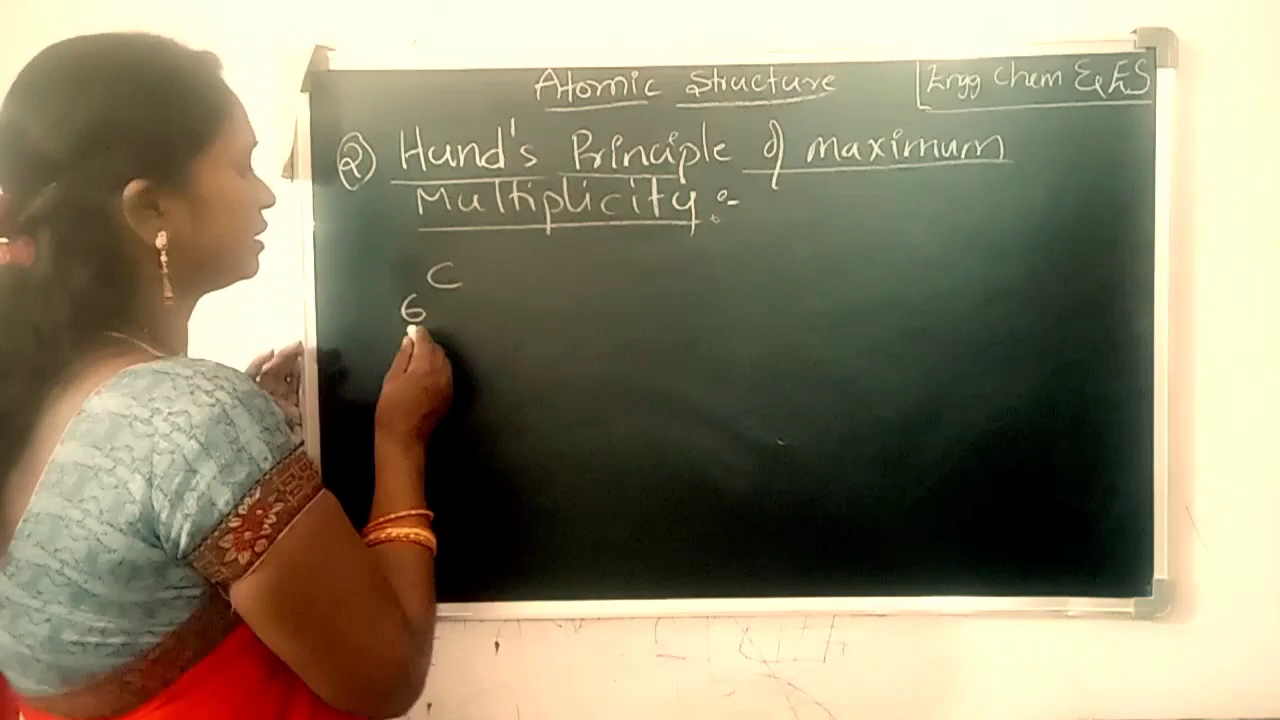 Atomic Structure
Engg Chem & ES
② Hund's Principle of maximum
Multiplicity :-
C
6